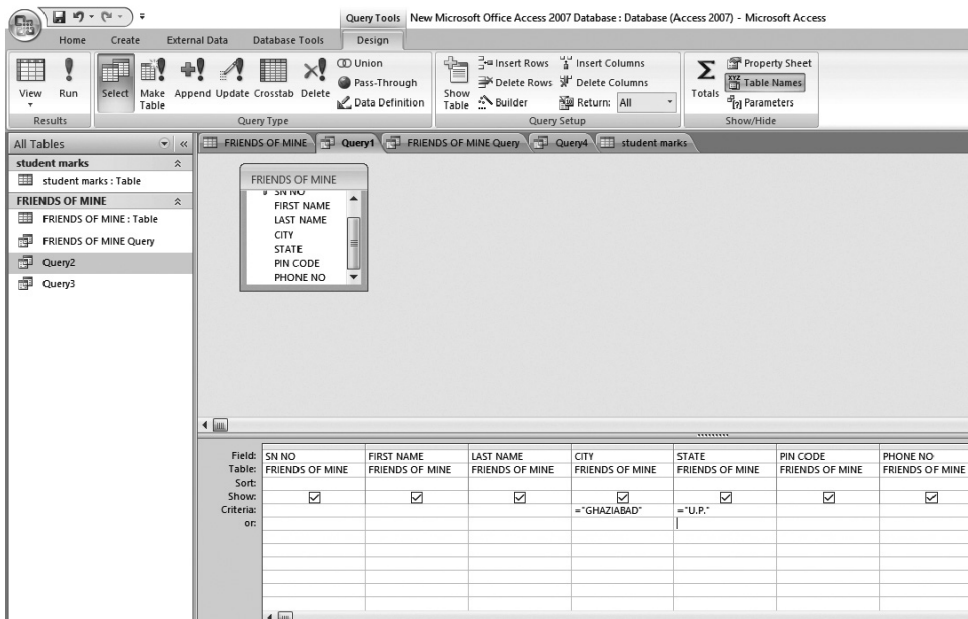 Query Tools New Microsoft Office Access 2007 Database : Database (Access 2007) - Microsoft Access
Home Create External Data Database Tools Design
View Run
Results
Select Make Table Append Update Crosstab Delete
Union
Pass-Through
Data Definition
Query Type
Show Table
Insert Rows
Delete Rows
Builder
Insert Columns
Delete Columns
Return: All
Query Setup
Totals
Property Sheet
Table Names
Parameters
Show/Hide
All Tables
student marks
student marks : Table
FRIENDS OF MINE
FRIENDS OF MINE : Table
FRIENDS OF MINE Query
Query2
Query3
FRIENDS OF MINE Query1 FRIENDS OF MINE Query Query4 student marks
FRIENDS OF MINE
SN NO
FIRST NAME
LAST NAME
CITY
STATE
PIN CODE
PHONE NO
Field: SN NO FIRST NAME LAST NAME CITY STATE PIN CODE PHONE NO
Table: FRIENDS OF MINE FRIENDS OF MINE FRIENDS OF MINE FRIENDS OF MINE FRIENDS OF MINE FRIENDS OF MINE FRIENDS OF MINE
Sort:
Show:
Criteria: ="GHAZIABAD" ="U.P."
or: